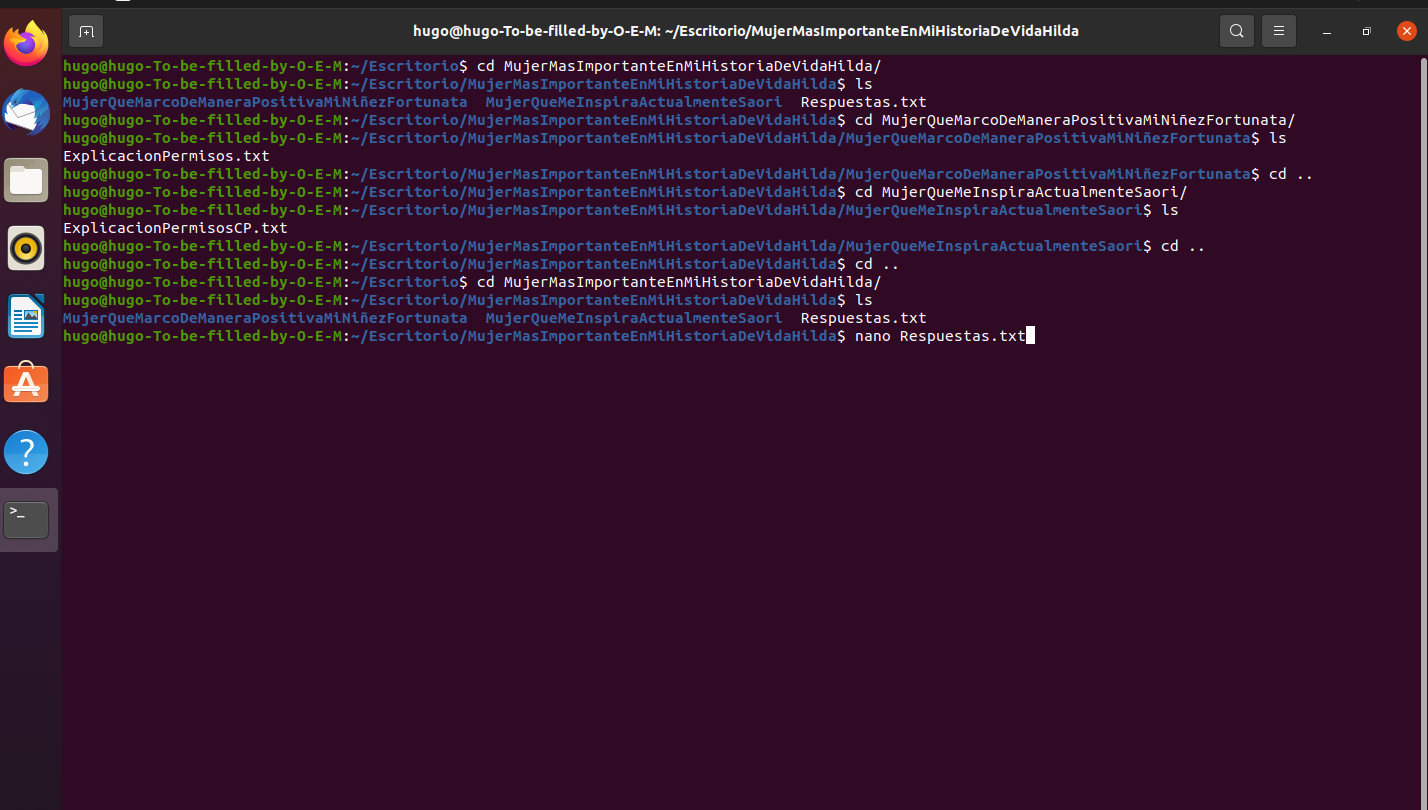 hugo@hugo-To-be-filled-by-O-E-M: ~/Escritorio/MujerMasImportanteEnMiHistoriaDeVidaHilda
hugo@hugo-To-be-filled-by-O-E-M:~/Escritorio$ cd MujerMasImportanteEnMiHistoriaDeVidaHilda/
hugo@hugo-To-be-filled-by-O-E-M:~/Escritorio/MujerMasImportanteEnMiHistoriaDeVidaHilda$ ls
MujerQueMarcoDeManeraPositivaMiNiñezFortunata  MujerQueMeInspiraActualmenteSaori  Respuestas.txt
hugo@hugo-To-be-filled-by-O-E-M:~/Escritorio/MujerMasImportanteEnMiHistoriaDeVidaHilda$ cd MujerQueMarcoDeManeraPositivaMiNiñezFortunata/
hugo@hugo-To-be-filled-by-O-E-M:~/Escritorio/MujerMasImportanteEnMiHistoriaDeVidaHilda/MujerQueMarcoDeManeraPositivaMiNiñezFortunata$ ls
ExplicacionPermisos.txt
hugo@hugo-To-be-filled-by-O-E-M:~/Escritorio/MujerMasImportanteEnMiHistoriaDeVidaHilda/MujerQueMarcoDeManeraPositivaMiNiñezFortunata$ cd ..
hugo@hugo-To-be-filled-by-O-E-M:~/Escritorio/MujerMasImportanteEnMiHistoriaDeVidaHilda$ cd MujerQueMeInspiraActualmenteSaori/
hugo@hugo-To-be-filled-by-O-E-M:~/Escritorio/MujerMasImportanteEnMiHistoriaDeVidaHilda/MujerQueMeInspiraActualmenteSaori$ ls
ExplicacionPermisosCP.txt
hugo@hugo-To-be-filled-by-O-E-M:~/Escritorio/MujerMasImportanteEnMiHistoriaDeVidaHilda/MujerQueMeInspiraActualmenteSaori$ cd ..
hugo@hugo-To-be-filled-by-O-E-M:~/Escritorio/MujerMasImportanteEnMiHistoriaDeVidaHilda$ cd ..
hugo@hugo-To-be-filled-by-O-E-M:~/Escritorio$ cd MujerMasImportanteEnMiHistoriaDeVidaHilda/
hugo@hugo-To-be-filled-by-O-E-M:~/Escritorio/MujerMasImportanteEnMiHistoriaDeVidaHilda$ ls
MujerQueMarcoDeManeraPositivaMiNiñezFortunata  MujerQueMeInspiraActualmenteSaori  Respuestas.txt
hugo@hugo-To-be-filled-by-O-E-M:~/Escritorio/MujerMasImportanteEnMiHistoriaDeVidaHilda$ nano Respuestas.txt